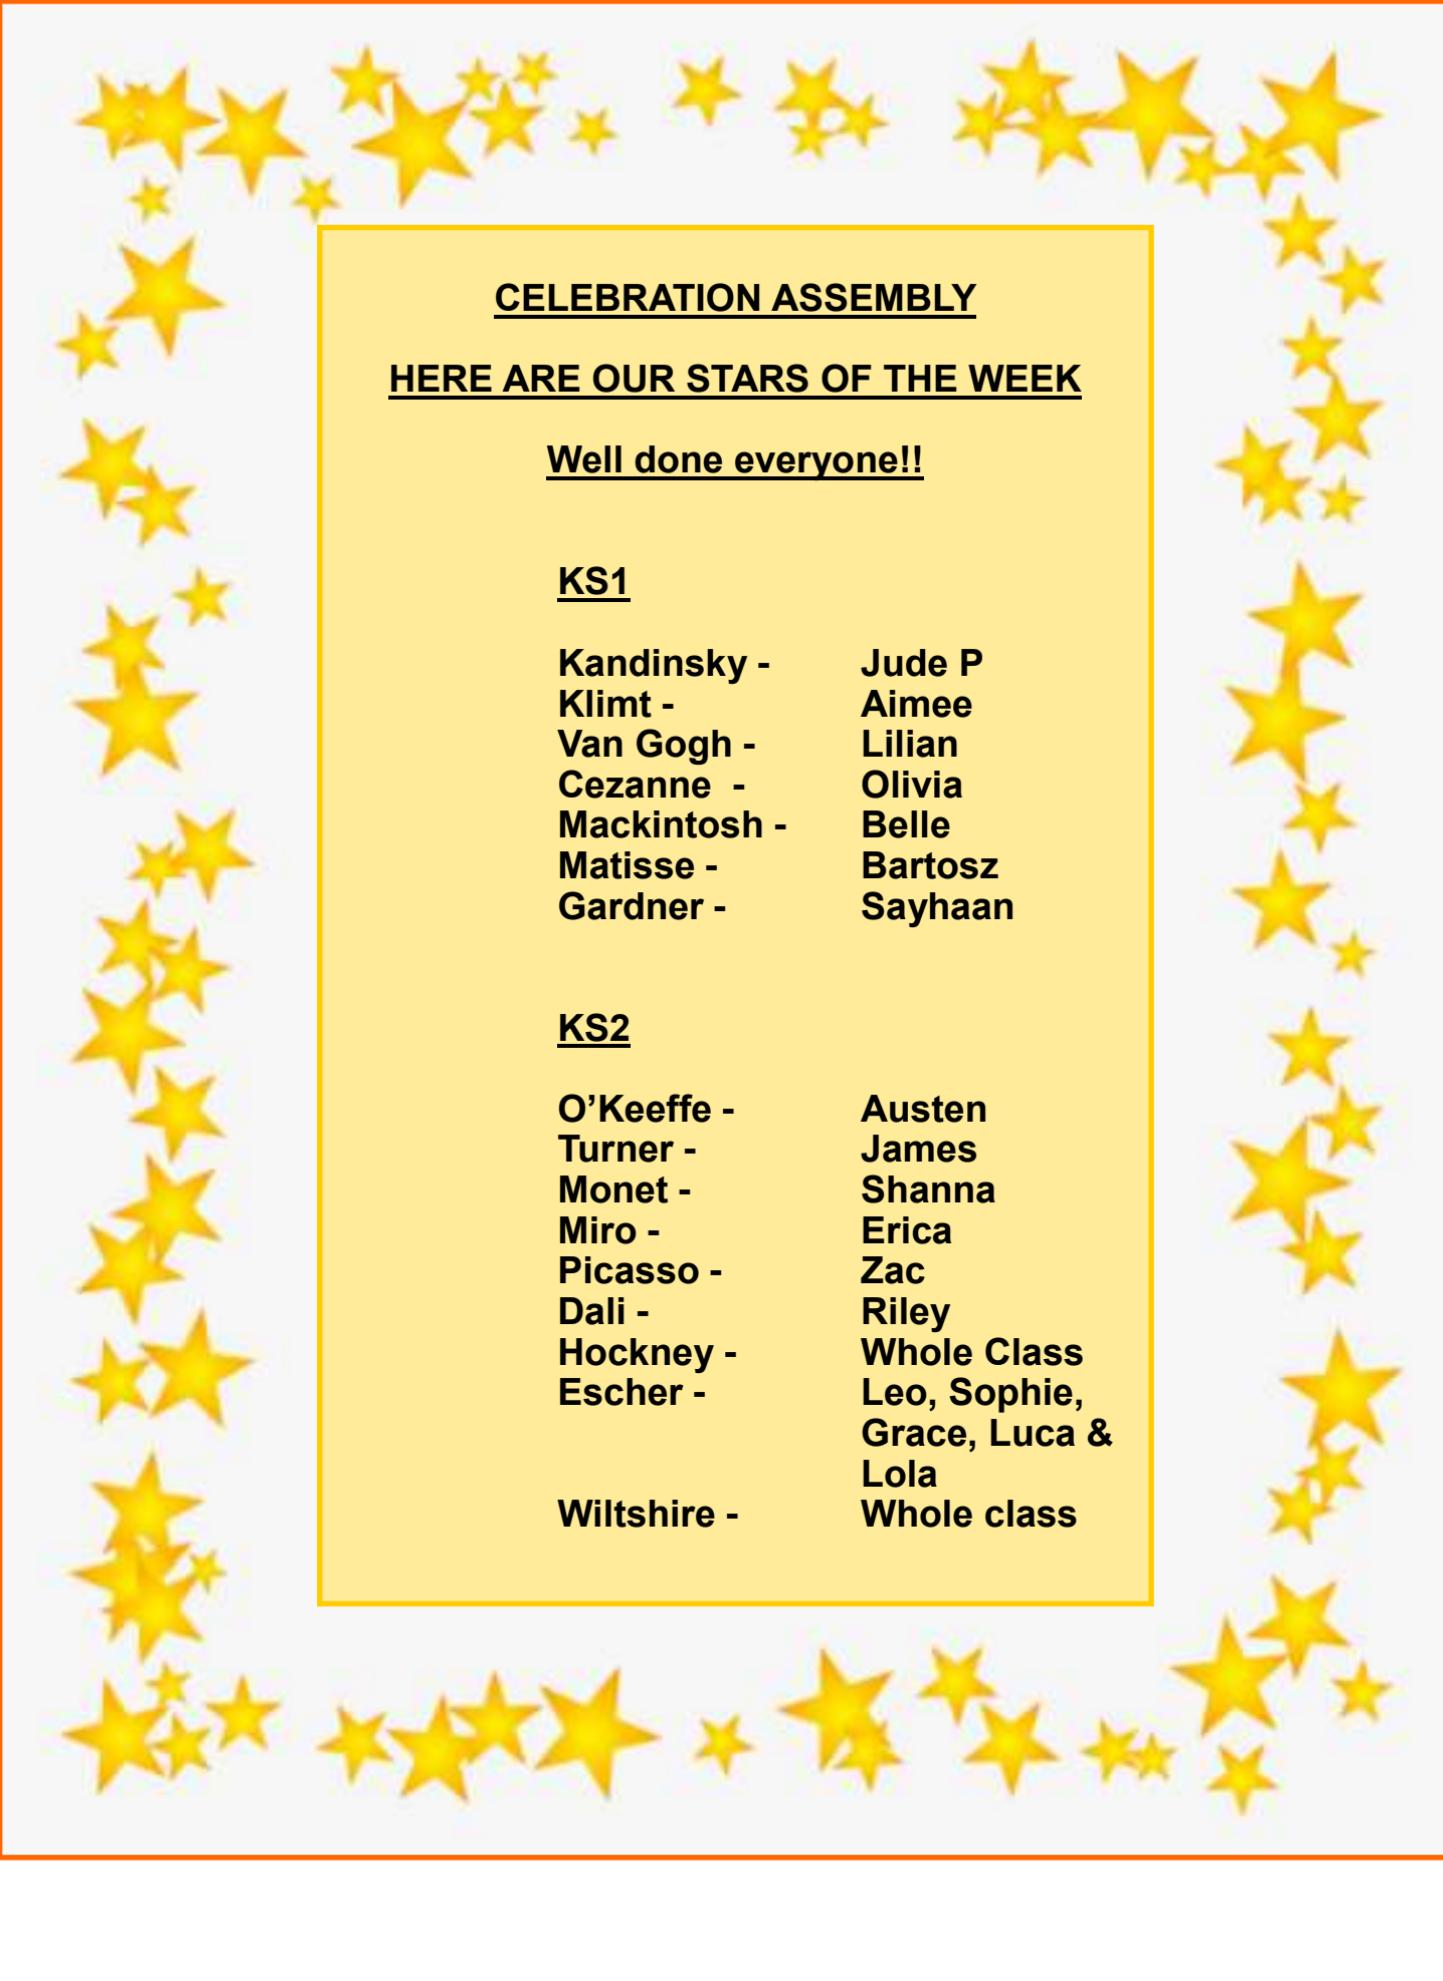 CELEBRATION ASSEMBLY
HERE ARE OUR STARS OF THE WEEK
Well done everyone!!
KS1
Kandinsky - Jude P
Klimt - Aimee
Van Gogh - Lilian
Cezanne - Olivia
Mackintosh - Belle
Matisse - Bartosz
Gardner - Sayhaan
KS2
O’Keeffe - Austen
Turner - James
Monet - Shanna
Miro - Erica
Picasso - Zac
Dali - Riley
Hockney - Whole Class
Escher - Leo, Sophie,
Grace, Luca &
Lola
Wiltshire - Whole class